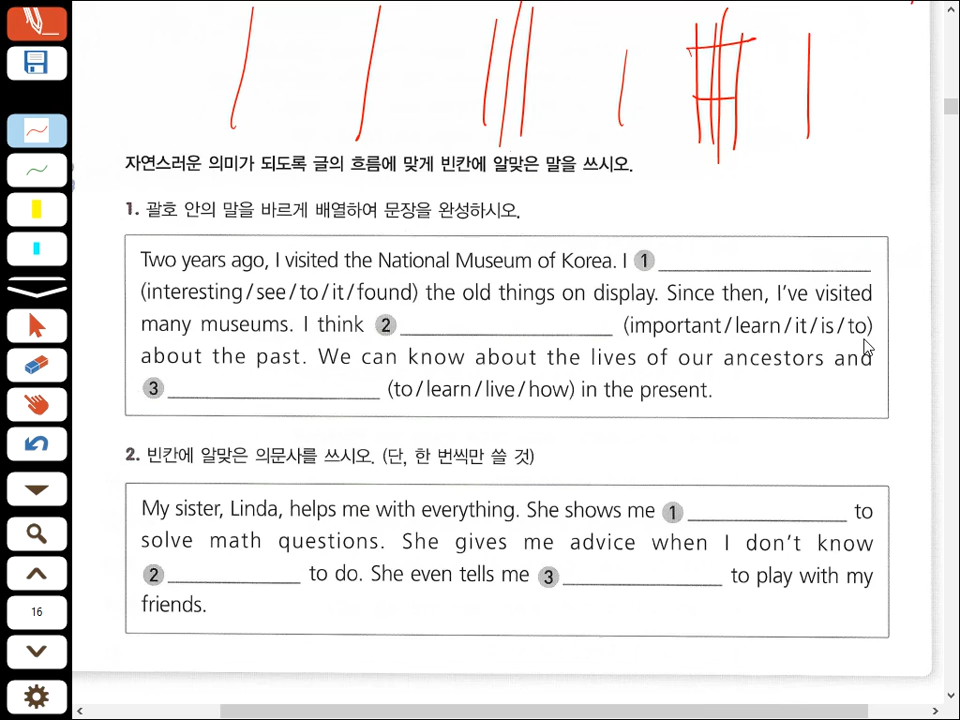 자연스러운 의미가 되도록 글의 흐름에 맞게 빈칸에 알맞은 말을 쓰시오.
1. 괄호 안의 말을 바르게 배열하여 문장을 완성하시오.
Two years ago, I visited the National Museum of Korea. I 1 ____________________
(interesting / see / to / it / found) the old things on display. Since then, I've visited
many museums. I think 2 ____________________ (important / learn / it / is / to)
about the past. We can know about the lives of our ancestors and
3 ____________________ (to / learn / live / how) in the present.
2. 빈칸에 알맞은 의문사를 쓰시오. (단, 한 번씩만 쓸 것)
My sister, Linda, helps me with everything. She shows me 1 _______________ to
solve math questions. She gives me advice when I don't know
2 _____________ to do. She even tells me 3 _______________ to play with my
friends.
16